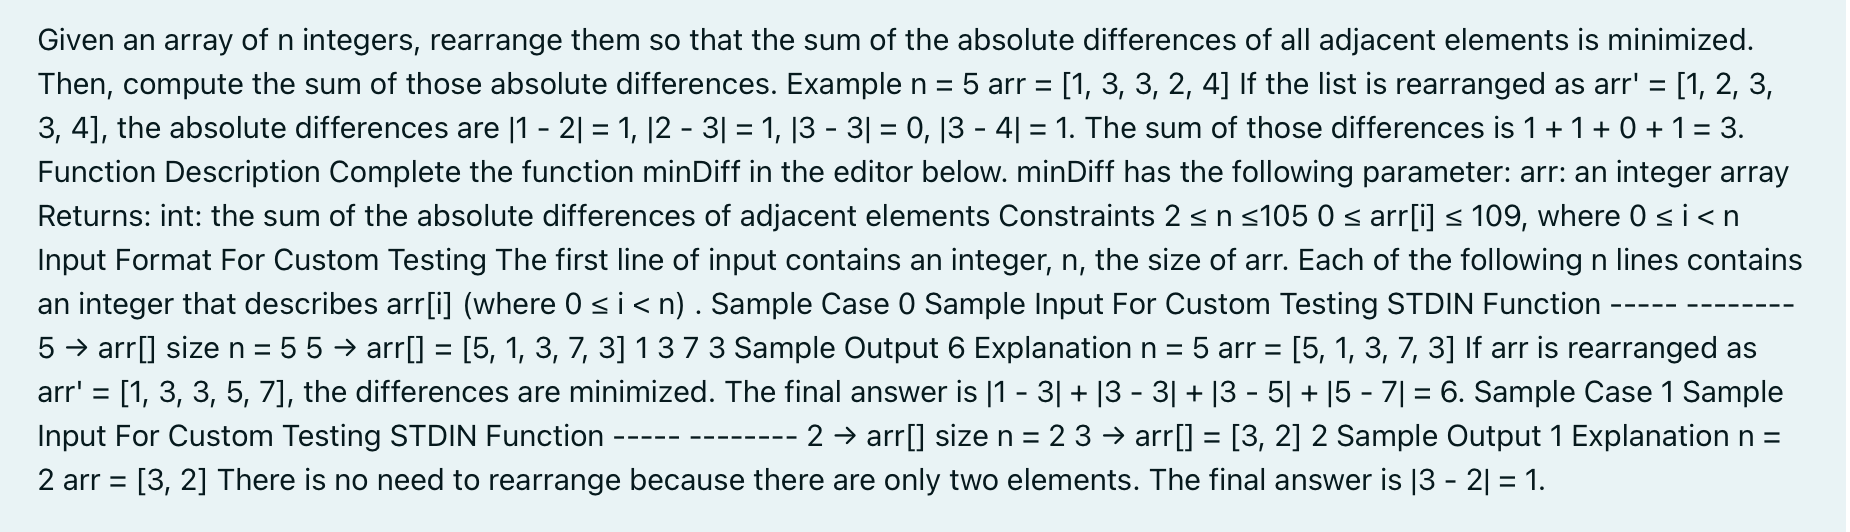 Given an array of n integers, rearrange them so that the sum of the absolute differences of all adjacent elements is minimized.
Then, compute the sum of those absolute differences. Example n = 5 arr = [1, 3, 3, 2, 4] If the list is rearranged as arr' = [1, 2, 3,
3, 4], the absolute differences are |1 - 2| = 1, |2 - 3| = 1, |3 - 3| = 0, |3 - 4| = 1. The sum of those differences is 1 + 1 + 0 + 1 = 3.
Function Description Complete the function minDiff in the editor below. minDiff has the following parameter: arr: an integer array
Returns: int: the sum of the absolute differences of adjacent elements Constraints 2 ≤ n ≤105 0 ≤ arr[i] ≤ 109, where 0 ≤ i < n
Input Format For Custom Testing The first line of input contains an integer, n, the size of arr. Each of the following n lines contains
an integer that describes arr[i] (where 0 ≤ i < n) . Sample Case 0 Sample Input For Custom Testing STDIN Function ----- --------
5 → arr[] size n = 5 5 → arr[] = [5, 1, 3, 7, 3] 1 3 7 3 Sample Output 6 Explanation n = 5 arr = [5, 1, 3, 7, 3] If arr is rearranged as
arr' = [1, 3, 3, 5, 7], the differences are minimized. The final answer is |1 - 3| + |3 - 3| + |3 - 5| + |5 - 7| = 6. Sample Case 1 Sample
Input For Custom Testing STDIN Function ----- -------- 2 → arr[] size n = 2 3 → arr[] = [3, 2] 2 Sample Output 1 Explanation n =
2 arr = [3, 2] There is no need to rearrange because there are only two elements. The final answer is |3 - 2| = 1.